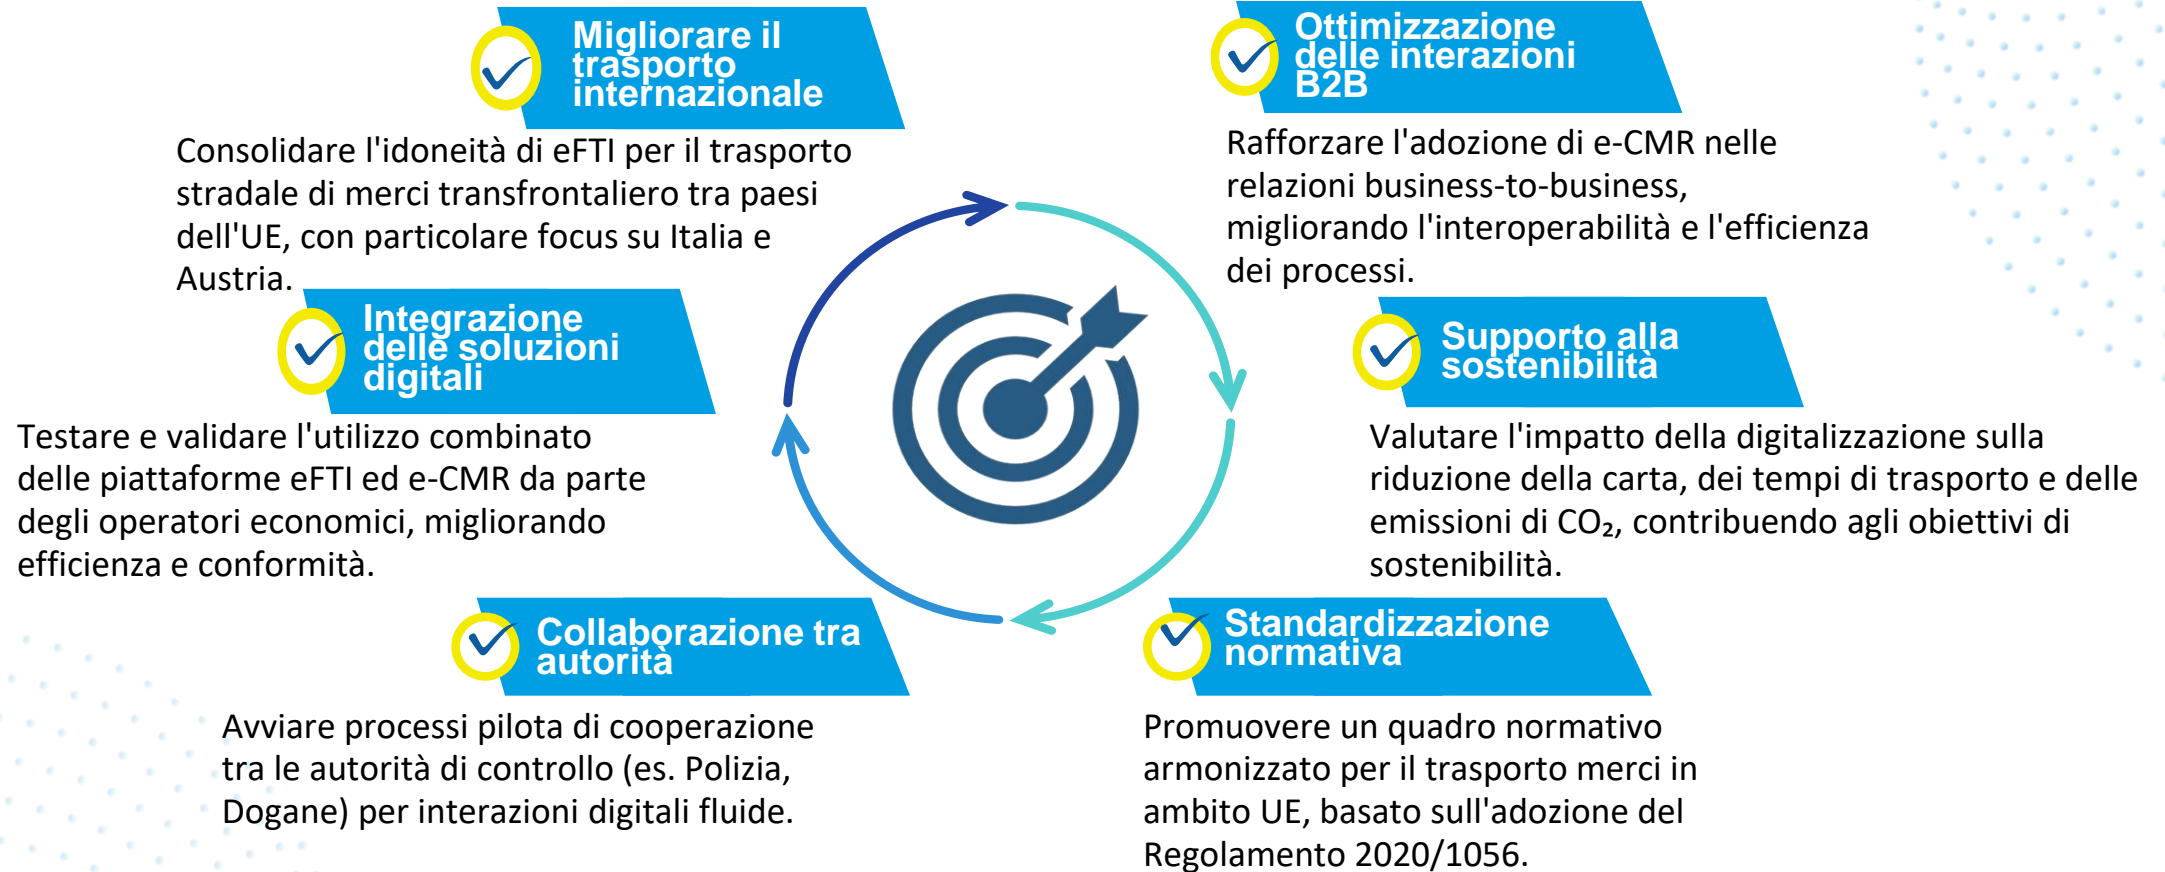 Migliorare il
trasporto
internazionale
Consolidare l'idoneità di eFTI per il trasporto
stradale di merci transfrontaliero tra paesi
dell'UE, con particolare focus su Italia e
Austria.
Integrazione
delle soluzioni
digitali
Testare e validare l'utilizzo combinato
delle piattaforme eFTI ed e-CMR da parte
degli operatori economici, migliorando
efficienza e conformità.
Collaborazione tra
autorità
Avviare processi pilota di cooperazione
tra le autorità di controllo (es. Polizia,
Dogane) per interazioni digitali fluide.
Ottimizzazione
delle interazioni
B2B
Rafforzare l'adozione di e-CMR nelle
relazioni business-to-business,
migliorando l'interoperabilità e l'efficienza
dei processi.
Supporto alla
sostenibilità
Valutare l'impatto della digitalizzazione sulla
riduzione della carta, dei tempi di trasporto e delle
emissioni di CO₂, contribuendo agli obiettivi di
sostenibilità.
Standardizzazione
normativa
Promuovere un quadro normativo
armonizzato per il trasporto merci in
ambito UE, basato sull'adozione del
Regolamento 2020/1056.